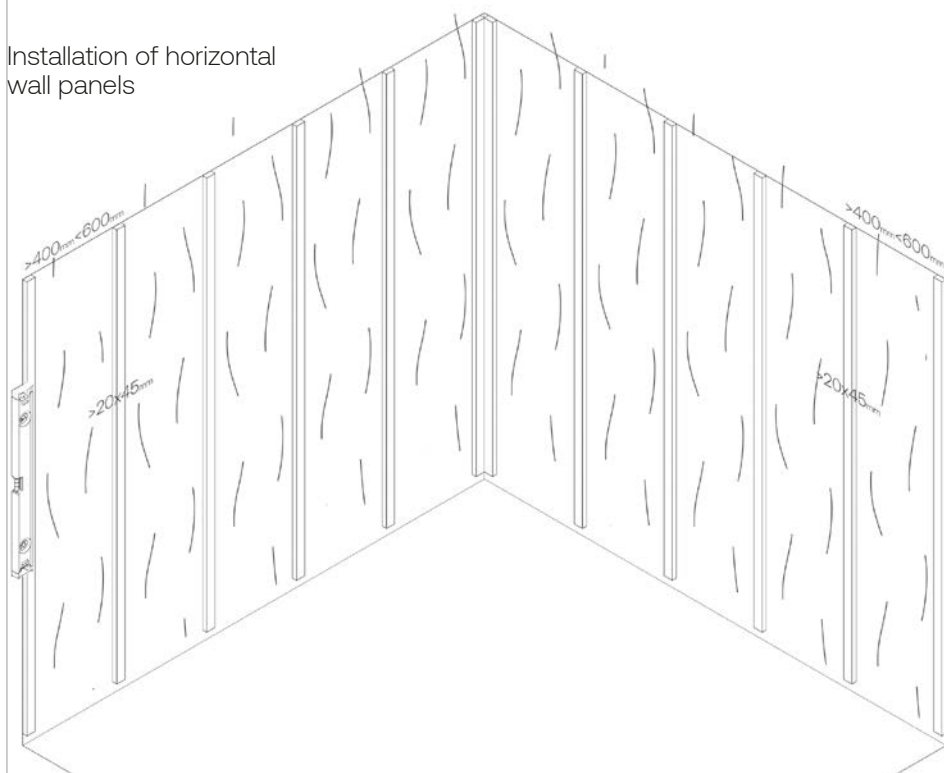 Installation of horizontal
wall panels
>400mm<600mm
>400mm<600mm
>20x45mm
>20x45mm